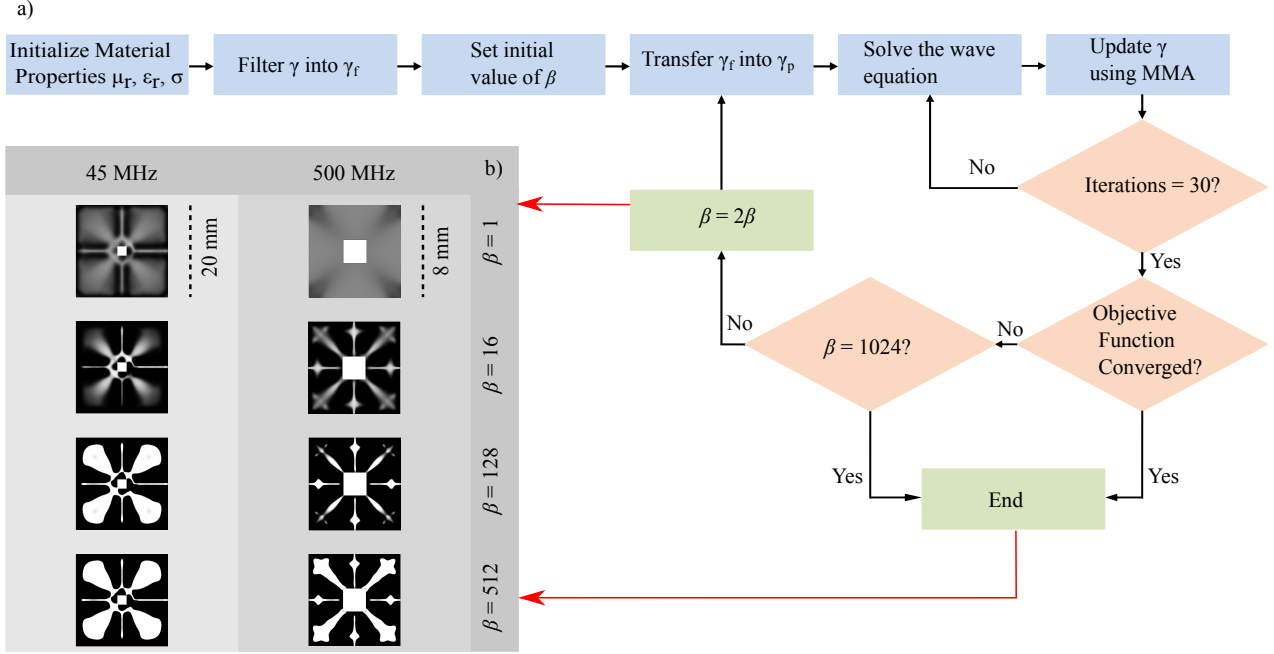 a)
Initialize Material
Properties μr, εr, σ
Filter γ into γf
Set initial
value of β
Transfer γf into γp
Solve the wave
equation
Update γ
using MMA
No
Iterations = 30?
Yes
β = 2β
Objective
Function
Converged?
No
β = 1024?
No
Yes
Yes
End
b)
45 MHz
500 MHz
20 mm
8 mm
β = 1
β = 16
β = 128
β = 512